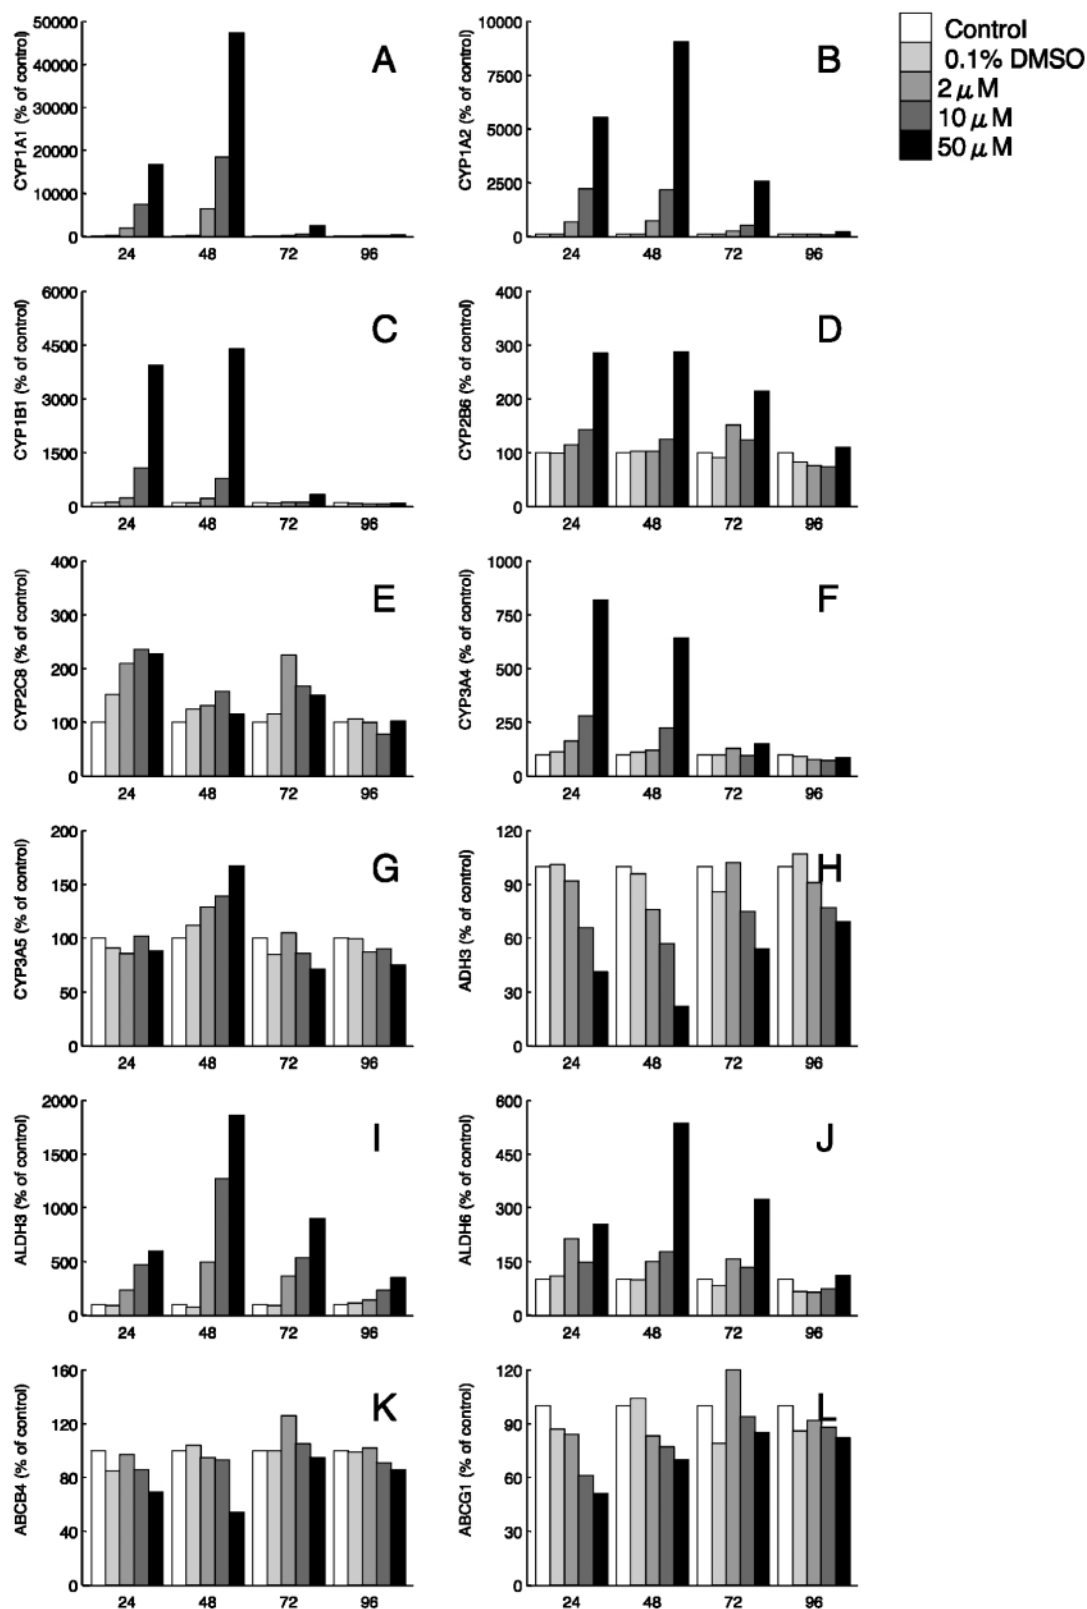 Control
0.1% DMSO
2 μM
10 μM
50 μM
CYP1A1 (% of control)
50000
40000
30000
20000
10000
0
A
24 48 72 96
CYP1A2 (% of control)
10000
7500
5000
2500
0
B
24 48 72 96
CYP1B1 (% of control)
6000
4500
3000
1500
0
C
24 48 72 96
CYP2B6 (% of control)
400
300
200
100
0
D
24 48 72 96
CYP2C8 (% of control)
400
300
200
100
0
E
24 48 72 96
CYP3A4 (% of control)
1000
750
500
250
0
F
24 48 72 96
CYP3A5 (% of control)
200
150
100
50
0
G
24 48 72 96
ADH3 (% of control)
120
90
60
30
0
H
24 48 72 96
ALDH3 (% of control)
2000
1500
1000
500
0
I
24 48 72 96
ALDH6 (% of control)
600
450
300
150
0
J
24 48 72 96
ABCB4 (% of control)
160
120
80
40
0
K
24 48 72 96
ABCG1 (% of control)
120
90
60
30
0
L
24 48 72 96